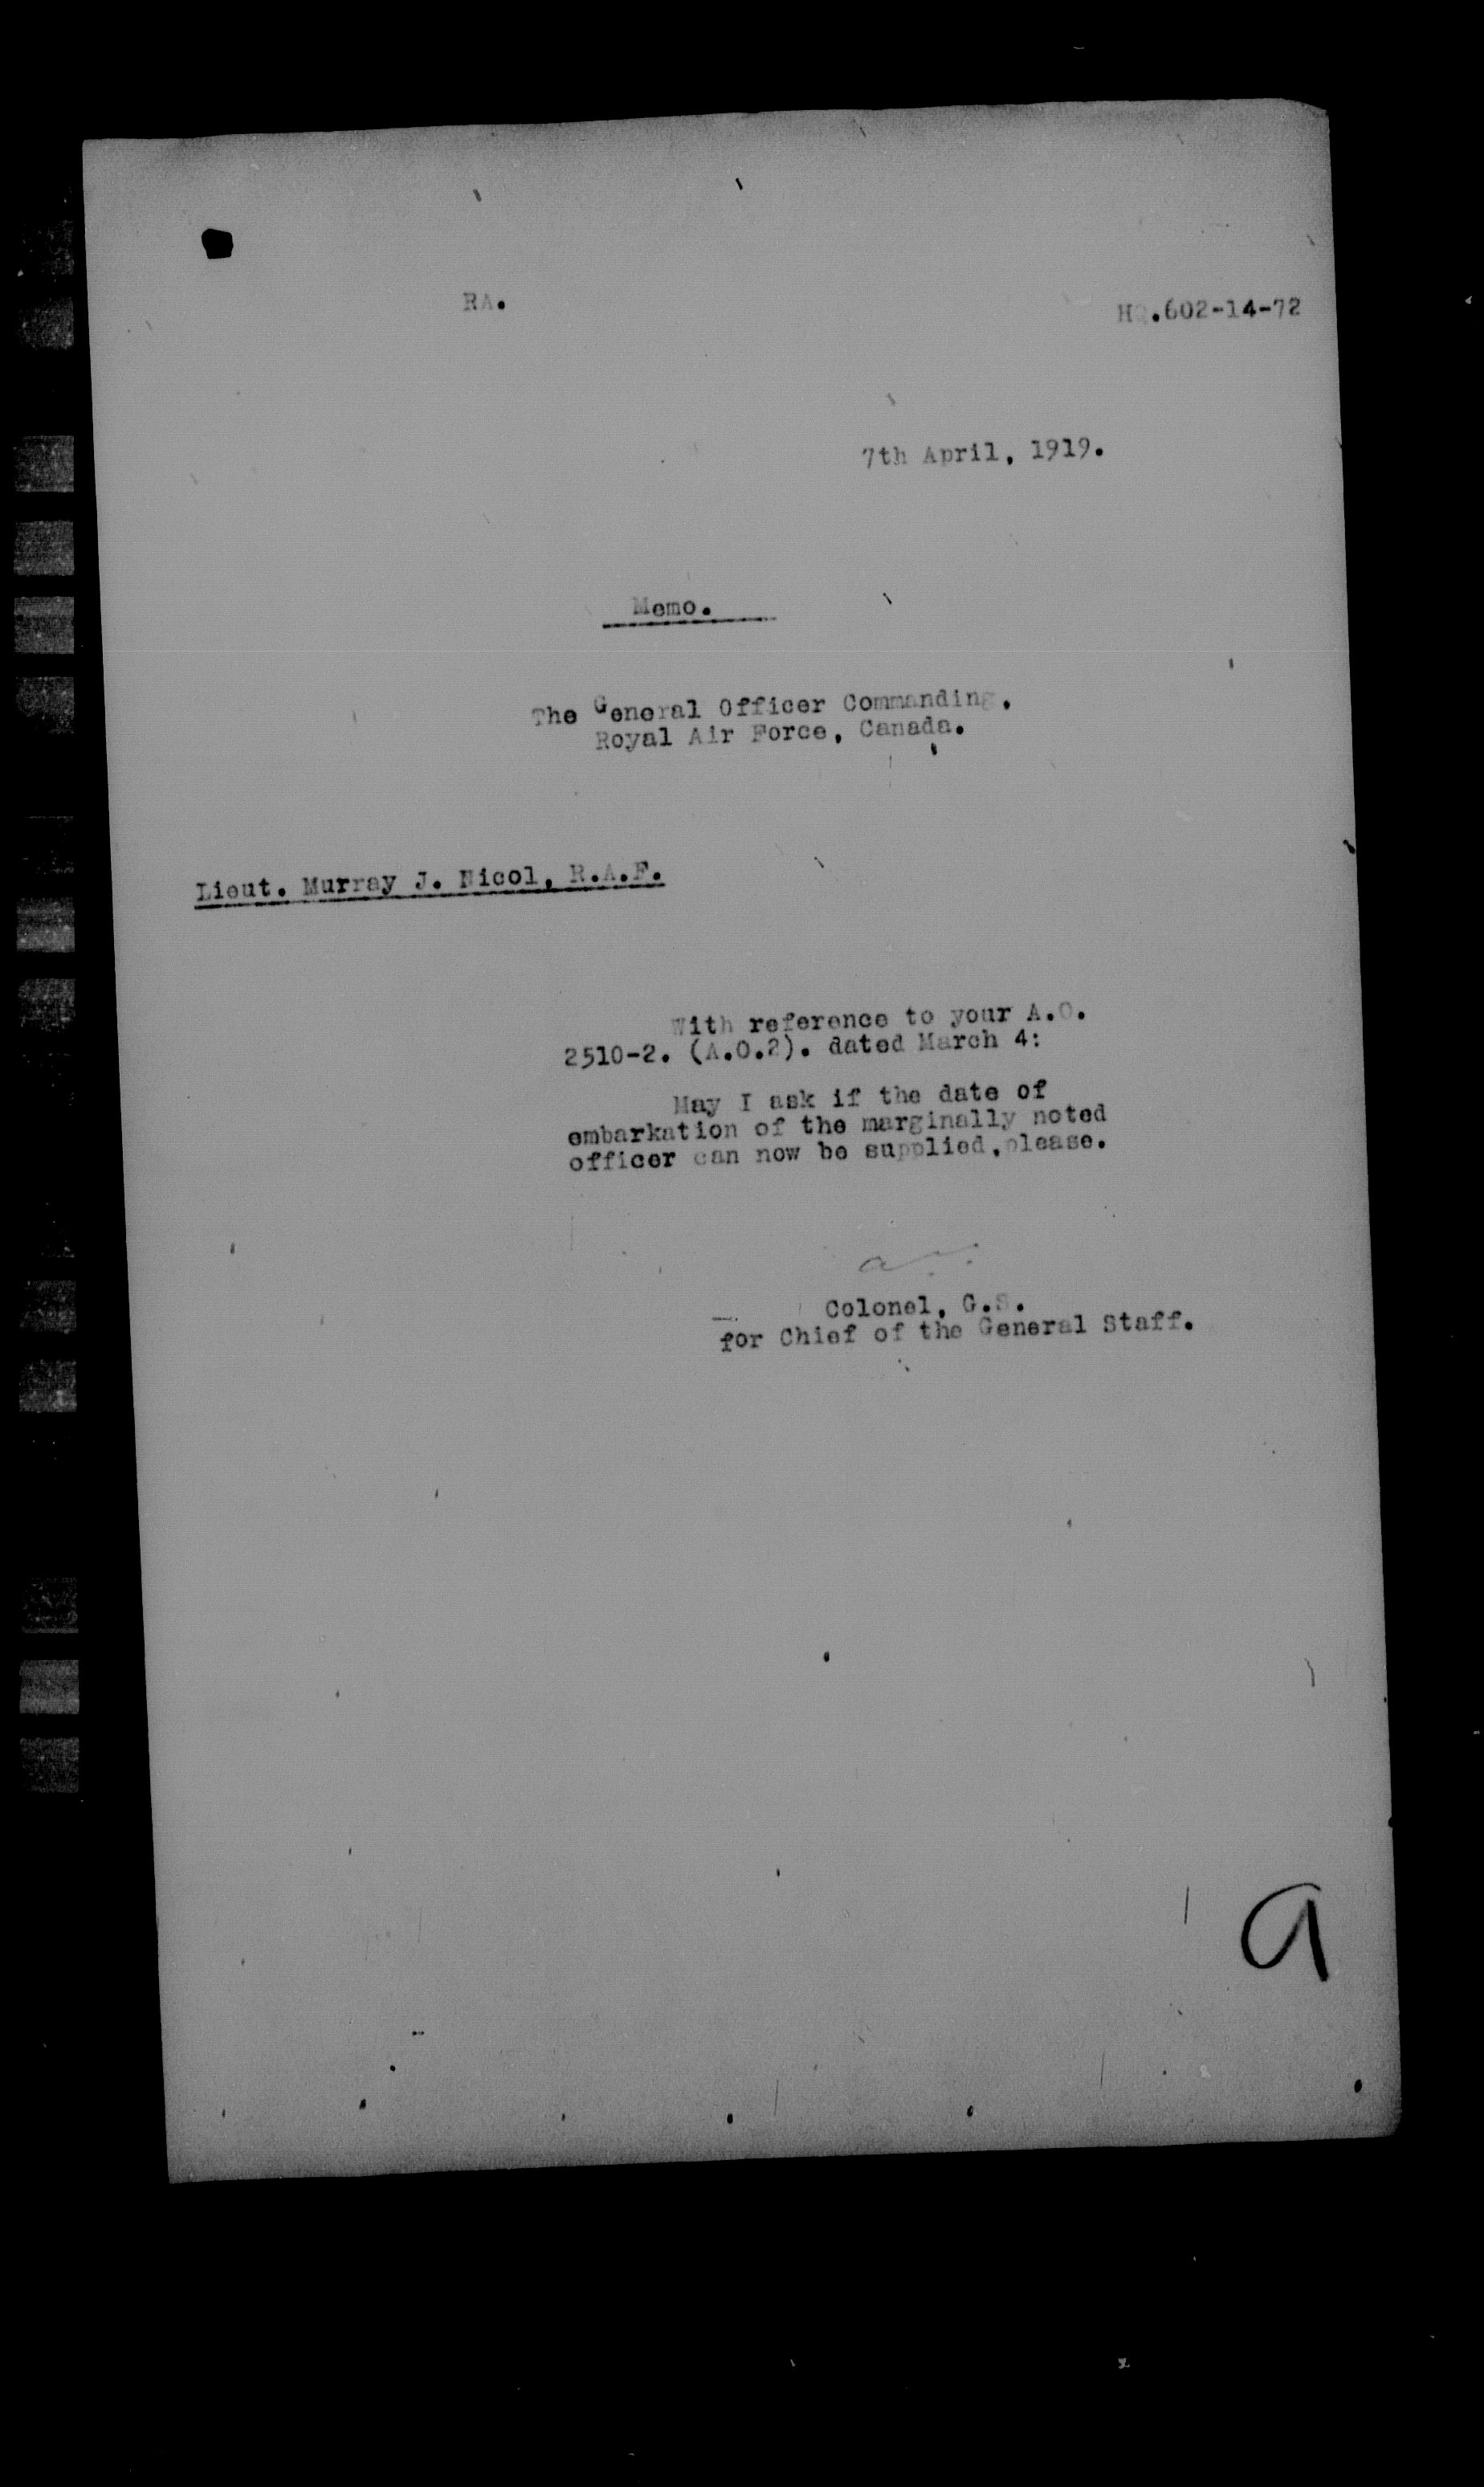 RA.
HQ.602-14-72
7th April, 1919.
Memo.
The General Officer Commanding,
Royal Air Force, Canada.
Lieut. Murray J. Nicol, R.A.F.
With reference to your A.O.
2510-2. (A.O.2). dated March 4:
May I ask if the date of
embarkation of the marginally noted
officer can now be supplied,please.
Colonel, G.S.
for Chief of the General Staff.
a